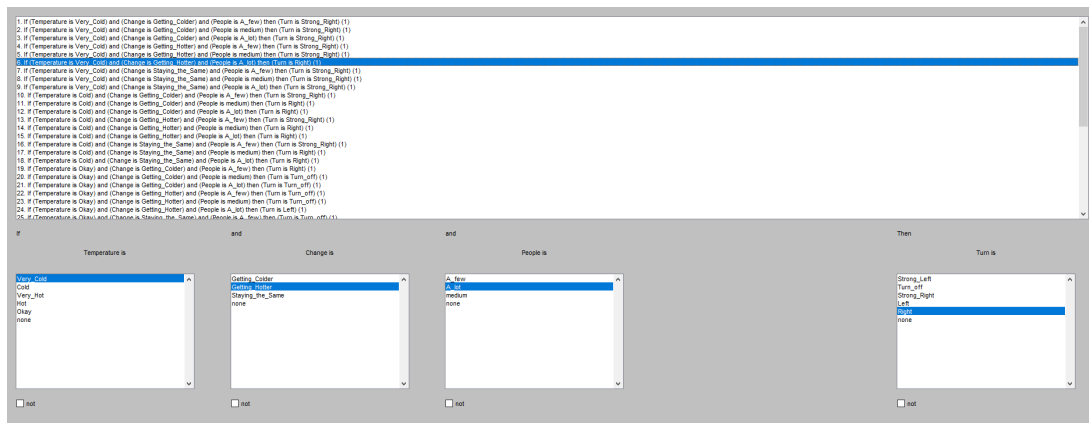 1. If (Temperature is Very_Cold) and (Change is Getting_Colder) and (People is A_few) then (Turn is Strong_Right) (1)
2. If (Temperature is Very_Cold) and (Change is Getting_Colder) and (People is medium) then (Turn is Strong_Right) (1)
3. If (Temperature is Very_Cold) and (Change is Getting_Colder) and (People is A_lot) then (Turn is Strong_Right) (1)
4. If (Temperature is Very_Cold) and (Change is Getting_Hotter) and (People is A_few) then (Turn is Strong_Right) (1)
5. If (Temperature is Very_Cold) and (Change is Getting_Hotter) and (People is medium) then (Turn is Strong_Right) (1)
6. If (Temperature is Very_Cold) and (Change is Getting_Hotter) and (People is A_lot) then (Turn is Right) (1)
7. If (Temperature is Very_Cold) and (Change is Staying_the_Same) and (People is A_few) then (Turn is Strong_Right) (1)
8. If (Temperature is Very_Cold) and (Change is Staying_the_Same) and (People is medium) then (Turn is Strong_Right) (1)
9. If (Temperature is Very_Cold) and (Change is Staying_the_Same) and (People is A_lot) then (Turn is Strong_Right) (1)
10. If (Temperature is Cold) and (Change is Getting_Colder) and (People is A_few) then (Turn is Strong_Right) (1)
11. If (Temperature is Cold) and (Change is Getting_Colder) and (People is medium) then (Turn is Right) (1)
12. If (Temperature is Cold) and (Change is Getting_Colder) and (People is A_lot) then (Turn is Right) (1)
13. If (Temperature is Cold) and (Change is Getting_Hotter) and (People is A_few) then (Turn is Strong_Right) (1)
14. If (Temperature is Cold) and (Change is Getting_Hotter) and (People is medium) then (Turn is Right) (1)
15. If (Temperature is Cold) and (Change is Getting_Hotter) and (People is A_lot) then (Turn is Right) (1)
16. If (Temperature is Cold) and (Change is Staying_the_Same) and (People is A_few) then (Turn is Strong_Right) (1)
17. If (Temperature is Cold) and (Change is Staying_the_Same) and (People is medium) then (Turn is Right) (1)
18. If (Temperature is Cold) and (Change is Staying_the_Same) and (People is A_lot) then (Turn is Right) (1)
19. If (Temperature is Okay) and (Change is Getting_Colder) and (People is A_few) then (Turn is Right) (1)
20. If (Temperature is Okay) and (Change is Getting_Colder) and (People is medium) then (Turn is Turn_off) (1)
21. If (Temperature is Okay) and (Change is Getting_Colder) and (People is A_lot) then (Turn is Turn_off) (1)
22. If (Temperature is Okay) and (Change is Getting_Hotter) and (People is A_few) then (Turn is Turn_off) (1)
23. If (Temperature is Okay) and (Change is Getting_Hotter) and (People is medium) then (Turn is Turn_off) (1)
24. If (Temperature is Okay) and (Change is Getting_Hotter) and (People is A_lot) then (Turn is Left) (1)
25. If (Temperature is Okay) and (Change is Staying_the_Same) and (People is A_few) then (Turn is Turn_off) (1)
If and and Then
Temperature is Change is People is Turn is
Very_Cold
Cold
Very_Hot
Hot
Okay
none
Getting_Colder
Getting_Hotter
Staying_the_Same
none
A_few
A_lot
medium
none
Strong_Left
Turn_off
Strong_Right
Left
Right
none
not not not not